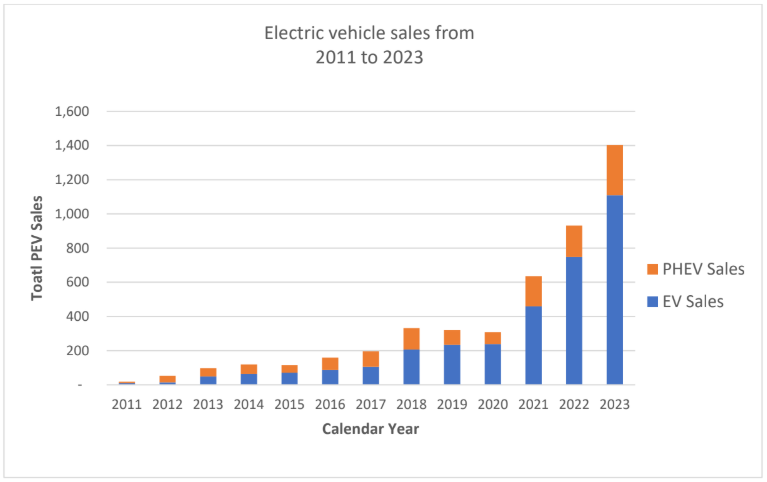 Electric vehicle sales from
2011 to 2023
1,600
1,400
1,200
1,000
800
600
400
200
-
Toatl PEV Sales
2011 2012 2013 2014 2015 2016 2017 2018 2019 2020 2021 2022 2023
Calendar Year
PHEV Sales
EV Sales